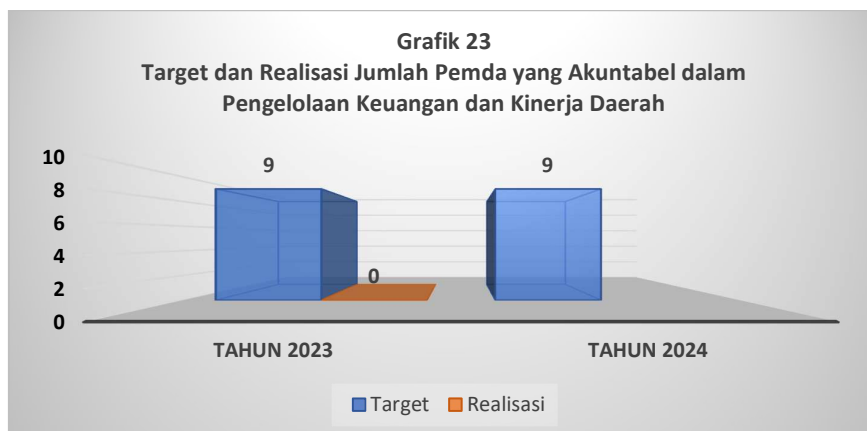 Grafik 23
Target dan Realisasi Jumlah Pemda yang Akuntabel dalam
Pengelolaan Keuangan dan Kinerja Daerah
10
8
6
4
2
0
9
0
9
TAHUN 2023
TAHUN 2024
Target
Realisasi